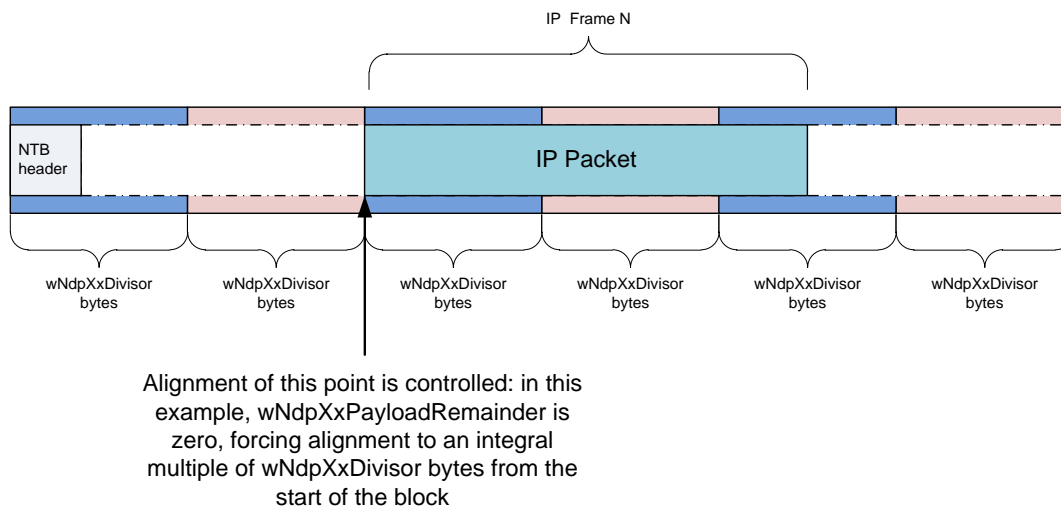 IP Frame N
NTB
header
IP Packet
wNdpXxDivisor
bytes
wNdpXxDivisor
bytes
wNdpXxDivisor
bytes
wNdpXxDivisor
bytes
wNdpXxDivisor
bytes
wNdpXxDivisor
bytes
Alignment of this point is controlled: in this
example, wNdpXxPayloadRemainder is
zero, forcing alignment to an integral
multiple of wNdpXxDivisor bytes from the
start of the block